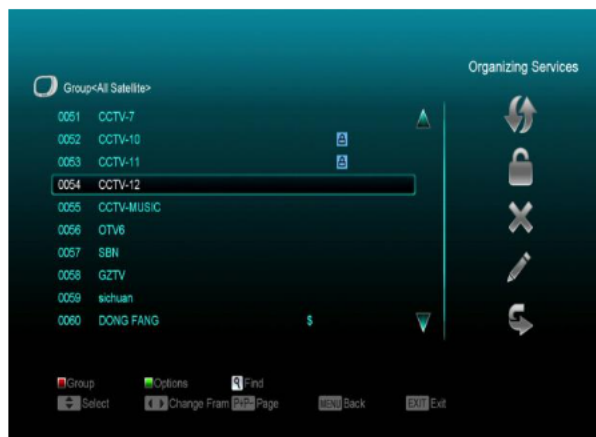 Organizing Services
Group<All Satellite>
0051 CCTV-7
0052 CCTV-10
0053 CCTV-11
0054 CCTV-12
0055 CCTV-MUSIC
0056 OTV6
0057 SBN
0058 GZTV
0059 sichuan
0060 DONG FANG $
Group Options Find
Select Change Fram P+P- Page MENU Back EXIT Exit